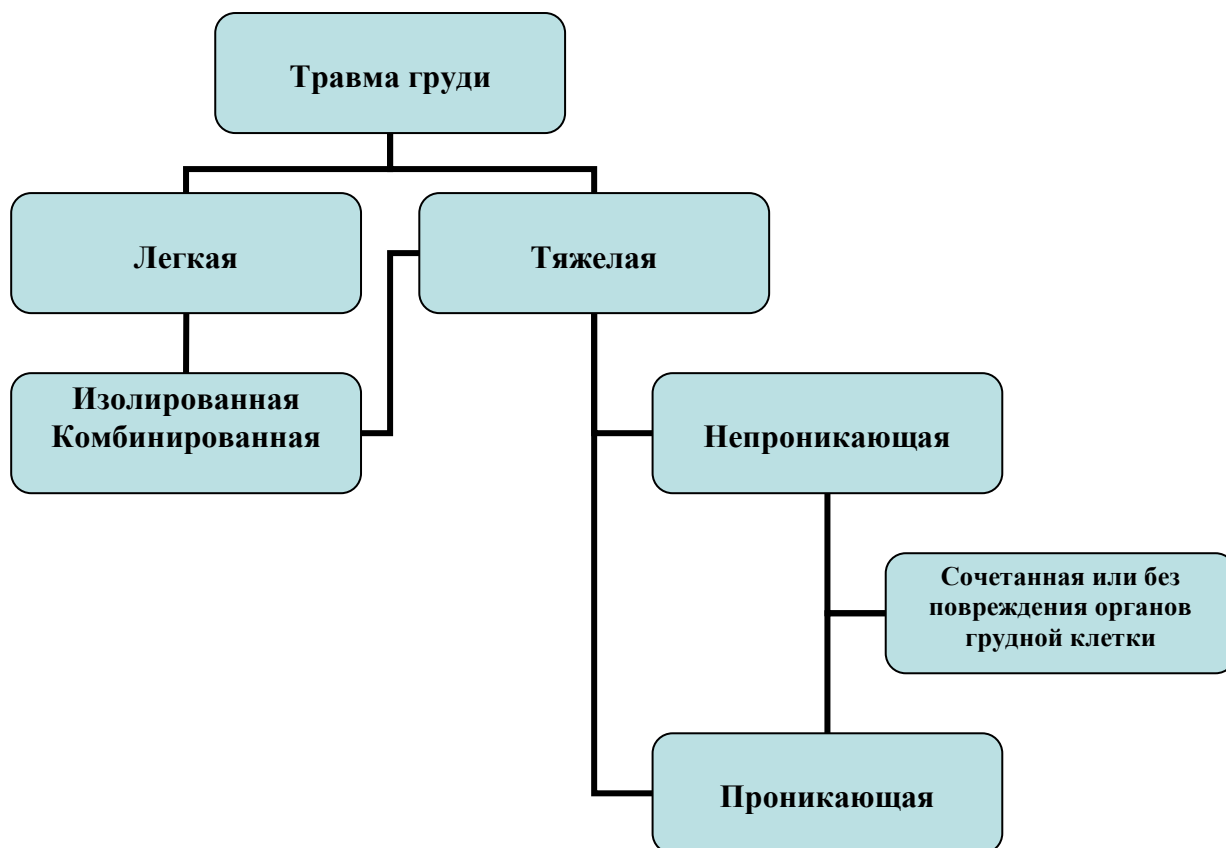 Травма груди
Легкая
Тяжелая
Изолированная
Комбинированная
Непроникающая
Сочетанная или без
повреждения органов
грудной клетки
Проникающая